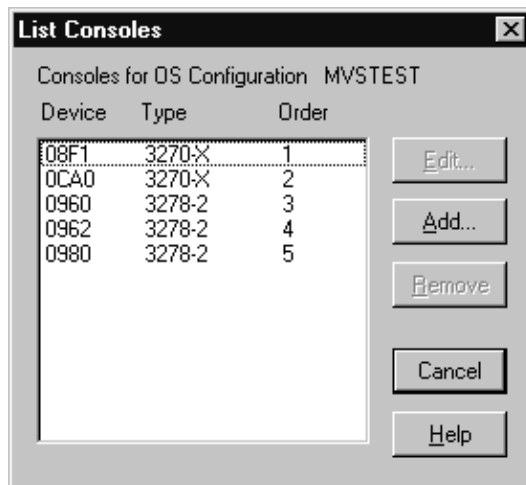 List Consoles
Consoles for OS Configuration MVSTEST
Device Type Order
08F1 3270-X 1
0CA0 3270-X 2
0960 3278-2 3
0962 3278-2 4
0980 3278-2 5
Edit...
Add...
Remove
Cancel
Help